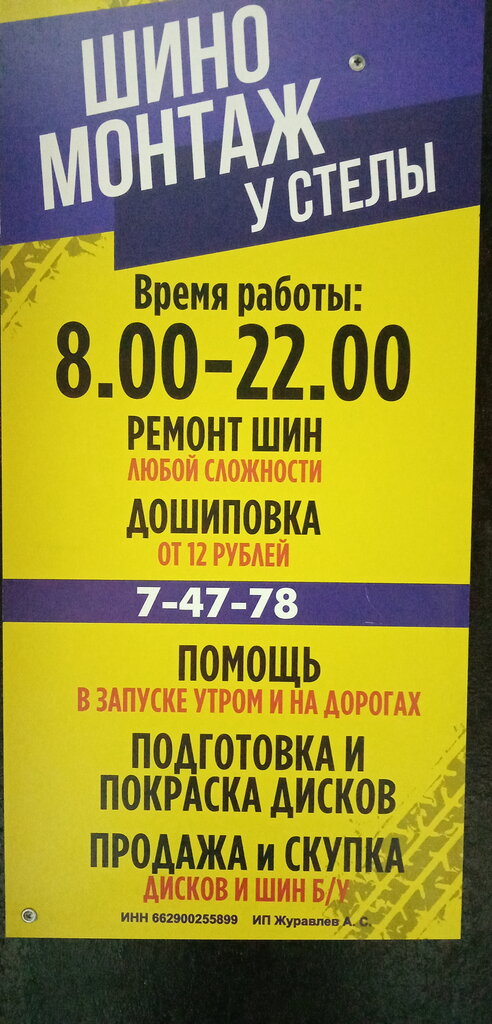 ШИНО
МОНТАЖ
У СТЕЛЫ
Время работы:
8.00-22.00
РЕМОНТ ШИН
ЛЮБОЙ СЛОЖНОСТИ
ДОШИПОВКА
ОТ 12 РУБЛЕЙ
7-47-78
ПОМОЩЬ
В ЗАПУСКЕ УТРОМ И НА ДОРОГАХ
ПОДГОТОВКА И
ПОКРАСКА ДИСКОВ
ПРОДАЖА и СКУПКА
ДИСКОВ И ШИН Б/У
ИНН 662900255899 ИП Журавлев А. С.